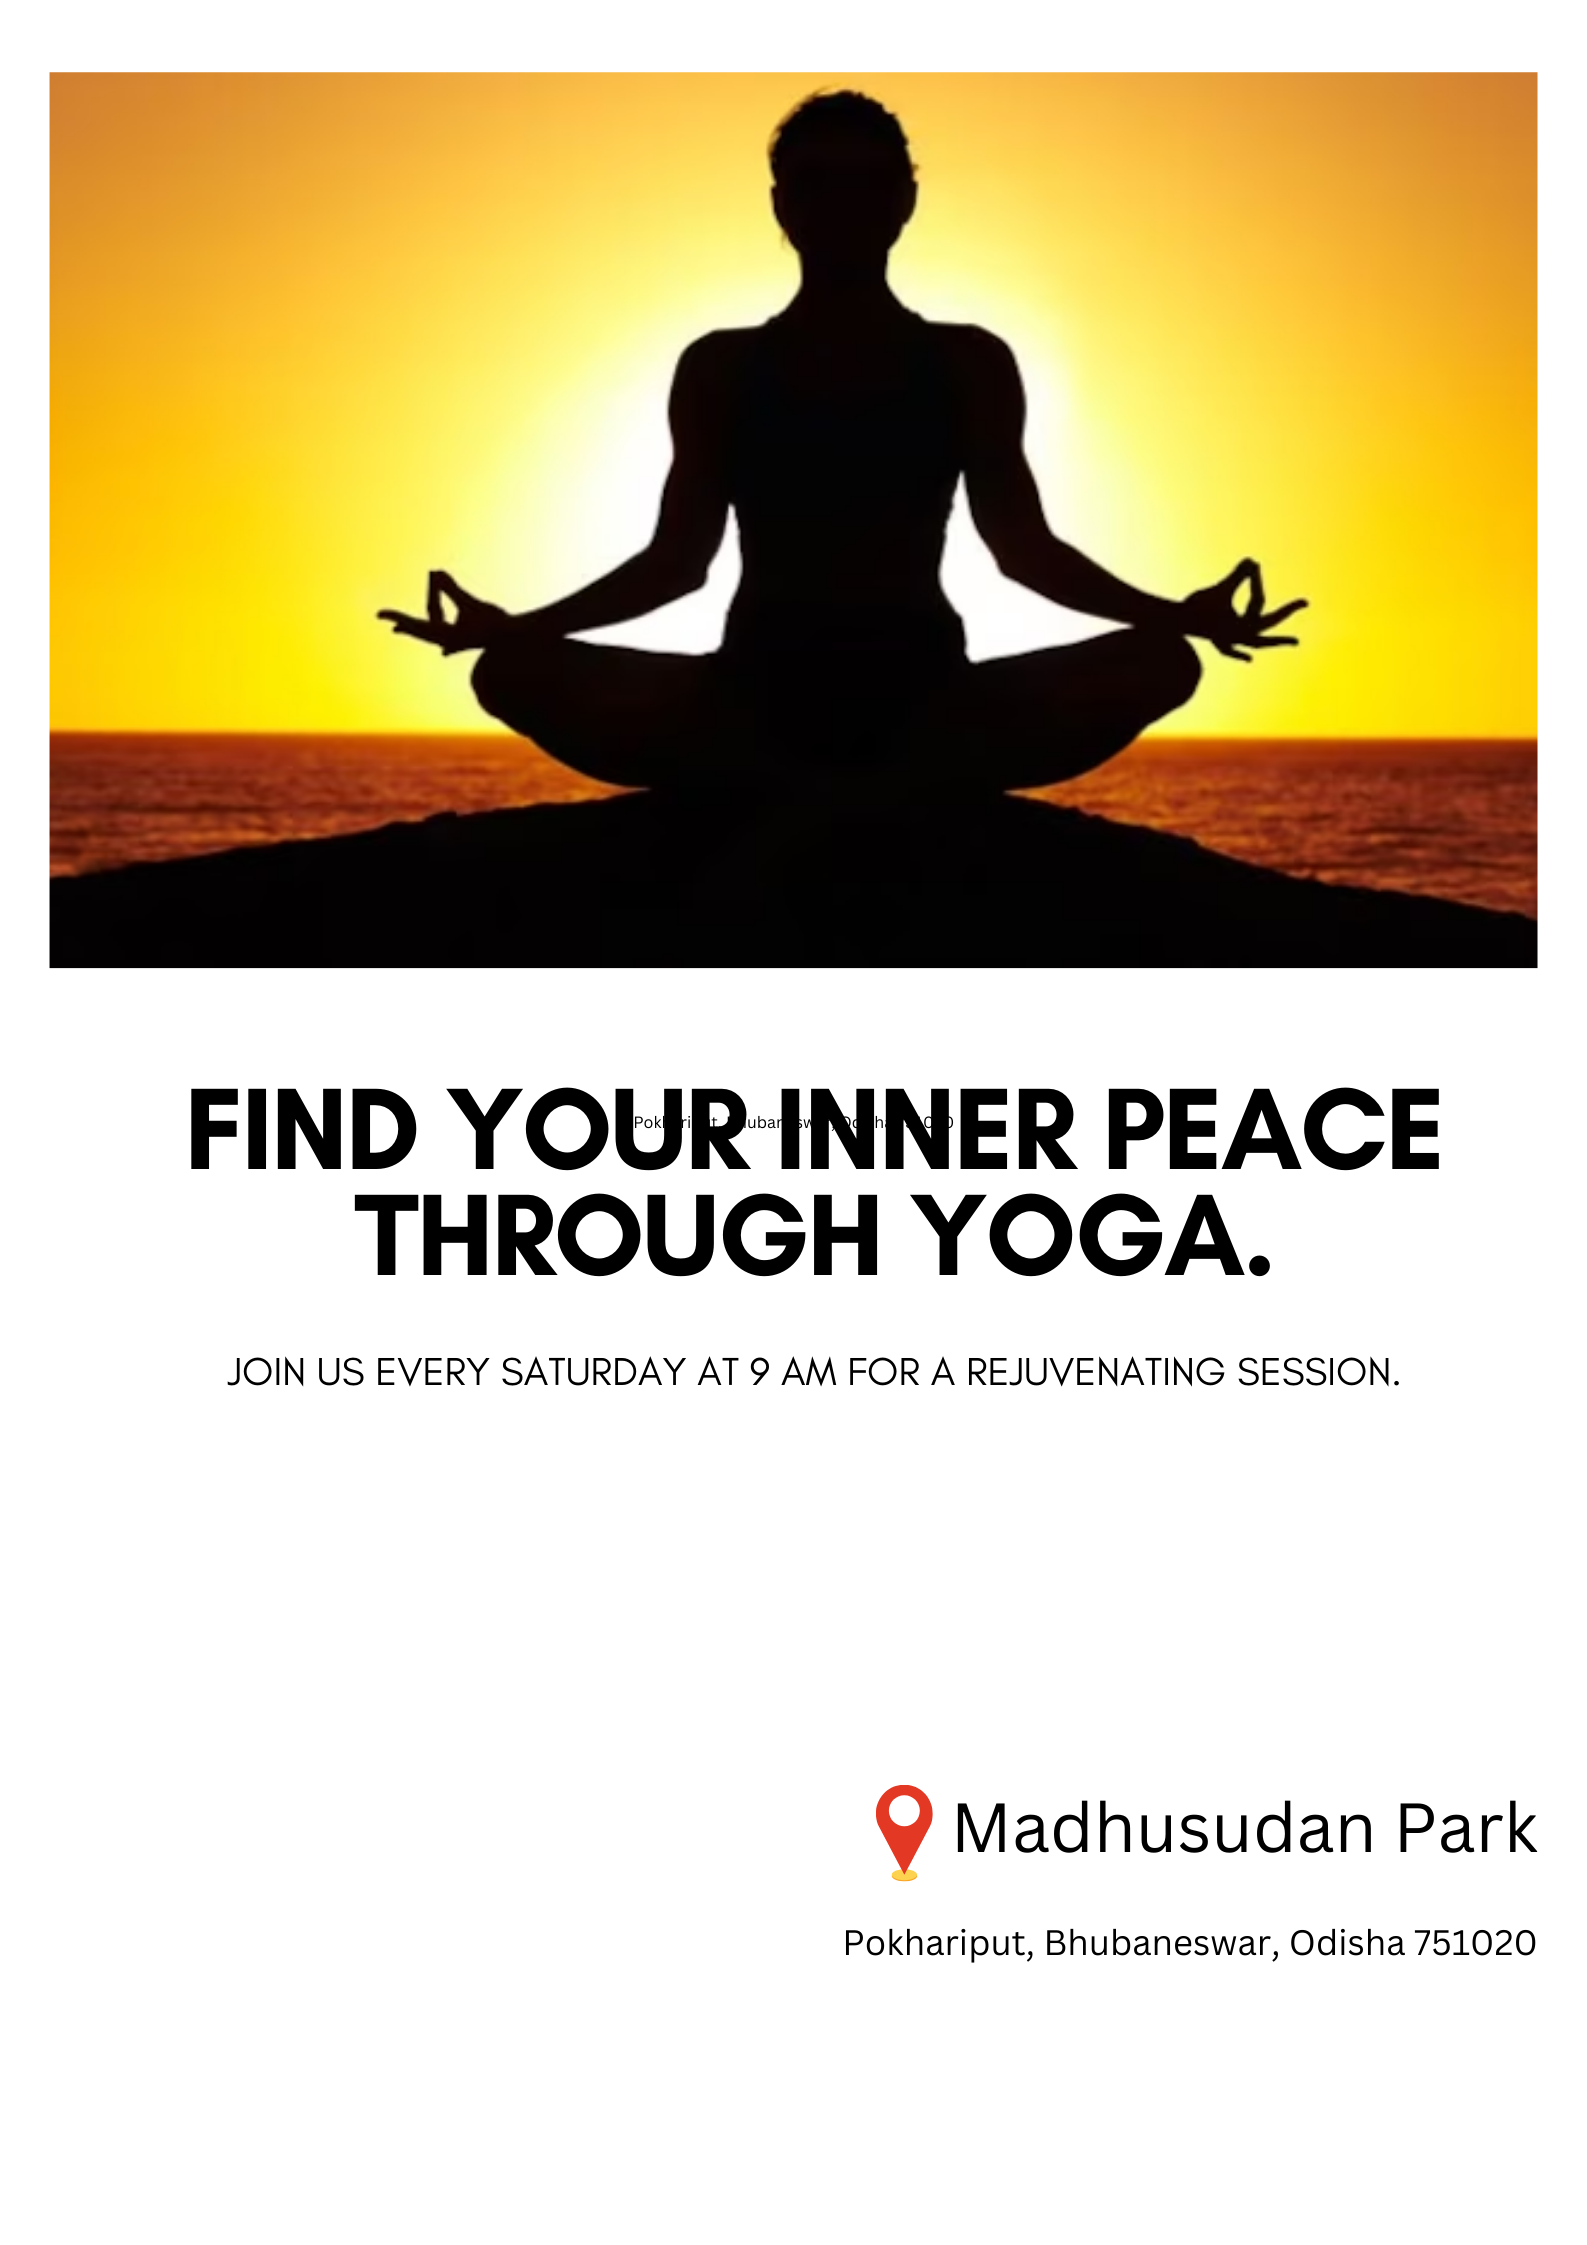 FIND YOUR INNER PEACE
THROUGH YOGA.
JOIN US EVERY SATURDAY AT 9 AM FOR A REJUVENATING SESSION.
Madhusudan Park
Pokhariput, Bhubaneswar, Odisha 751020